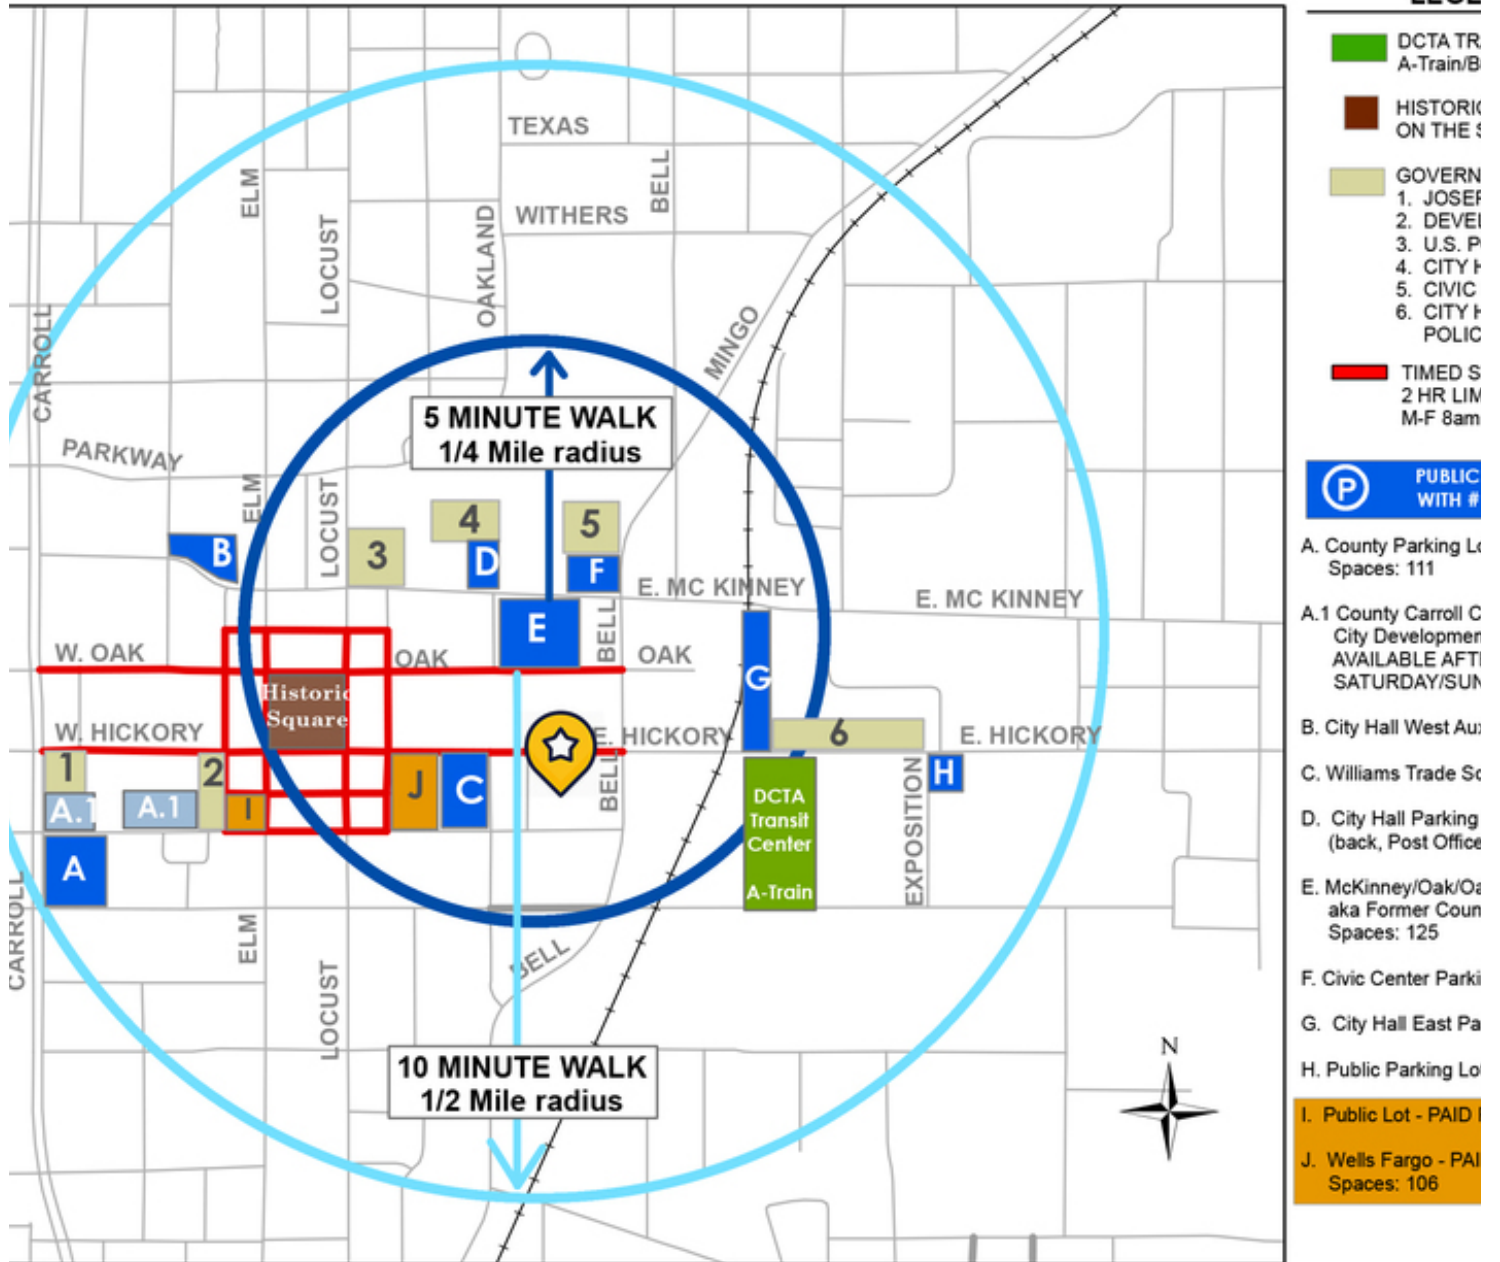 TEXAS
WITHERS
ELM
LOCUST
OAKLAND
BELL
CARROLL
MINGO
5 MINUTE WALK
1/4 Mile radius
PARKWAY
ELM
LOCUST
4
5
3
B
D
F
E. MC KINNEY
E. MC KINNEY
E
BELL
W. OAK
OAK
OAK
G
Historic
Square
W. HICKORY
E. HICKORY
6
E. HICKORY
1
2
J
C
BELL
H
A.1
A.1
I
DCTA
Transit
Center
A-Train
EXPOSITION
A
CARROLL
ELM
LOCUST
BELL
10 MINUTE WALK
1/2 Mile radius
N
DCTA
A-Train/B
HISTORIC
ON THE
GOVERN
1. JOSEP
2. DEVEL
3. U.S. P
4. CITY
5. CIVIC
6. CITY
POLIC
TIMED S
2 HR LIM
M-F 8am
P
PUBLIC
WITH #
A. County Parking Lo
Spaces: 111
A.1 County Carroll C
City Developmen
AVAILABLE AFT
SATURDAY/SUN
B. City Hall West Aux
C. Williams Trade Sq
D. City Hall Parking
(back, Post Office
E. McKinney/Oak/Oa
aka Former Coun
Spaces: 125
F. Civic Center Parki
G. City Hall East Pa
H. Public Parking Lo
I. Public Lot - PAID
J. Wells Fargo - PAI
Spaces: 106